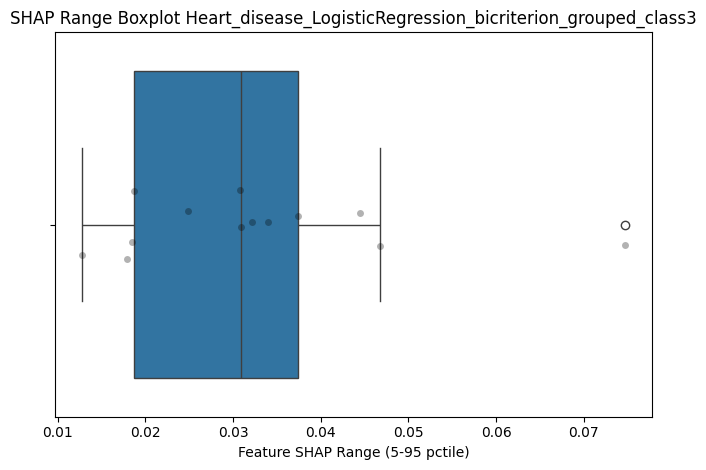 SHAP Range Boxplot Heart_disease_LogisticRegression_bicriterion_grouped_class3
0.01 0.02 0.03 0.04 0.05 0.06 0.07
Feature SHAP Range (5-95 pctile)